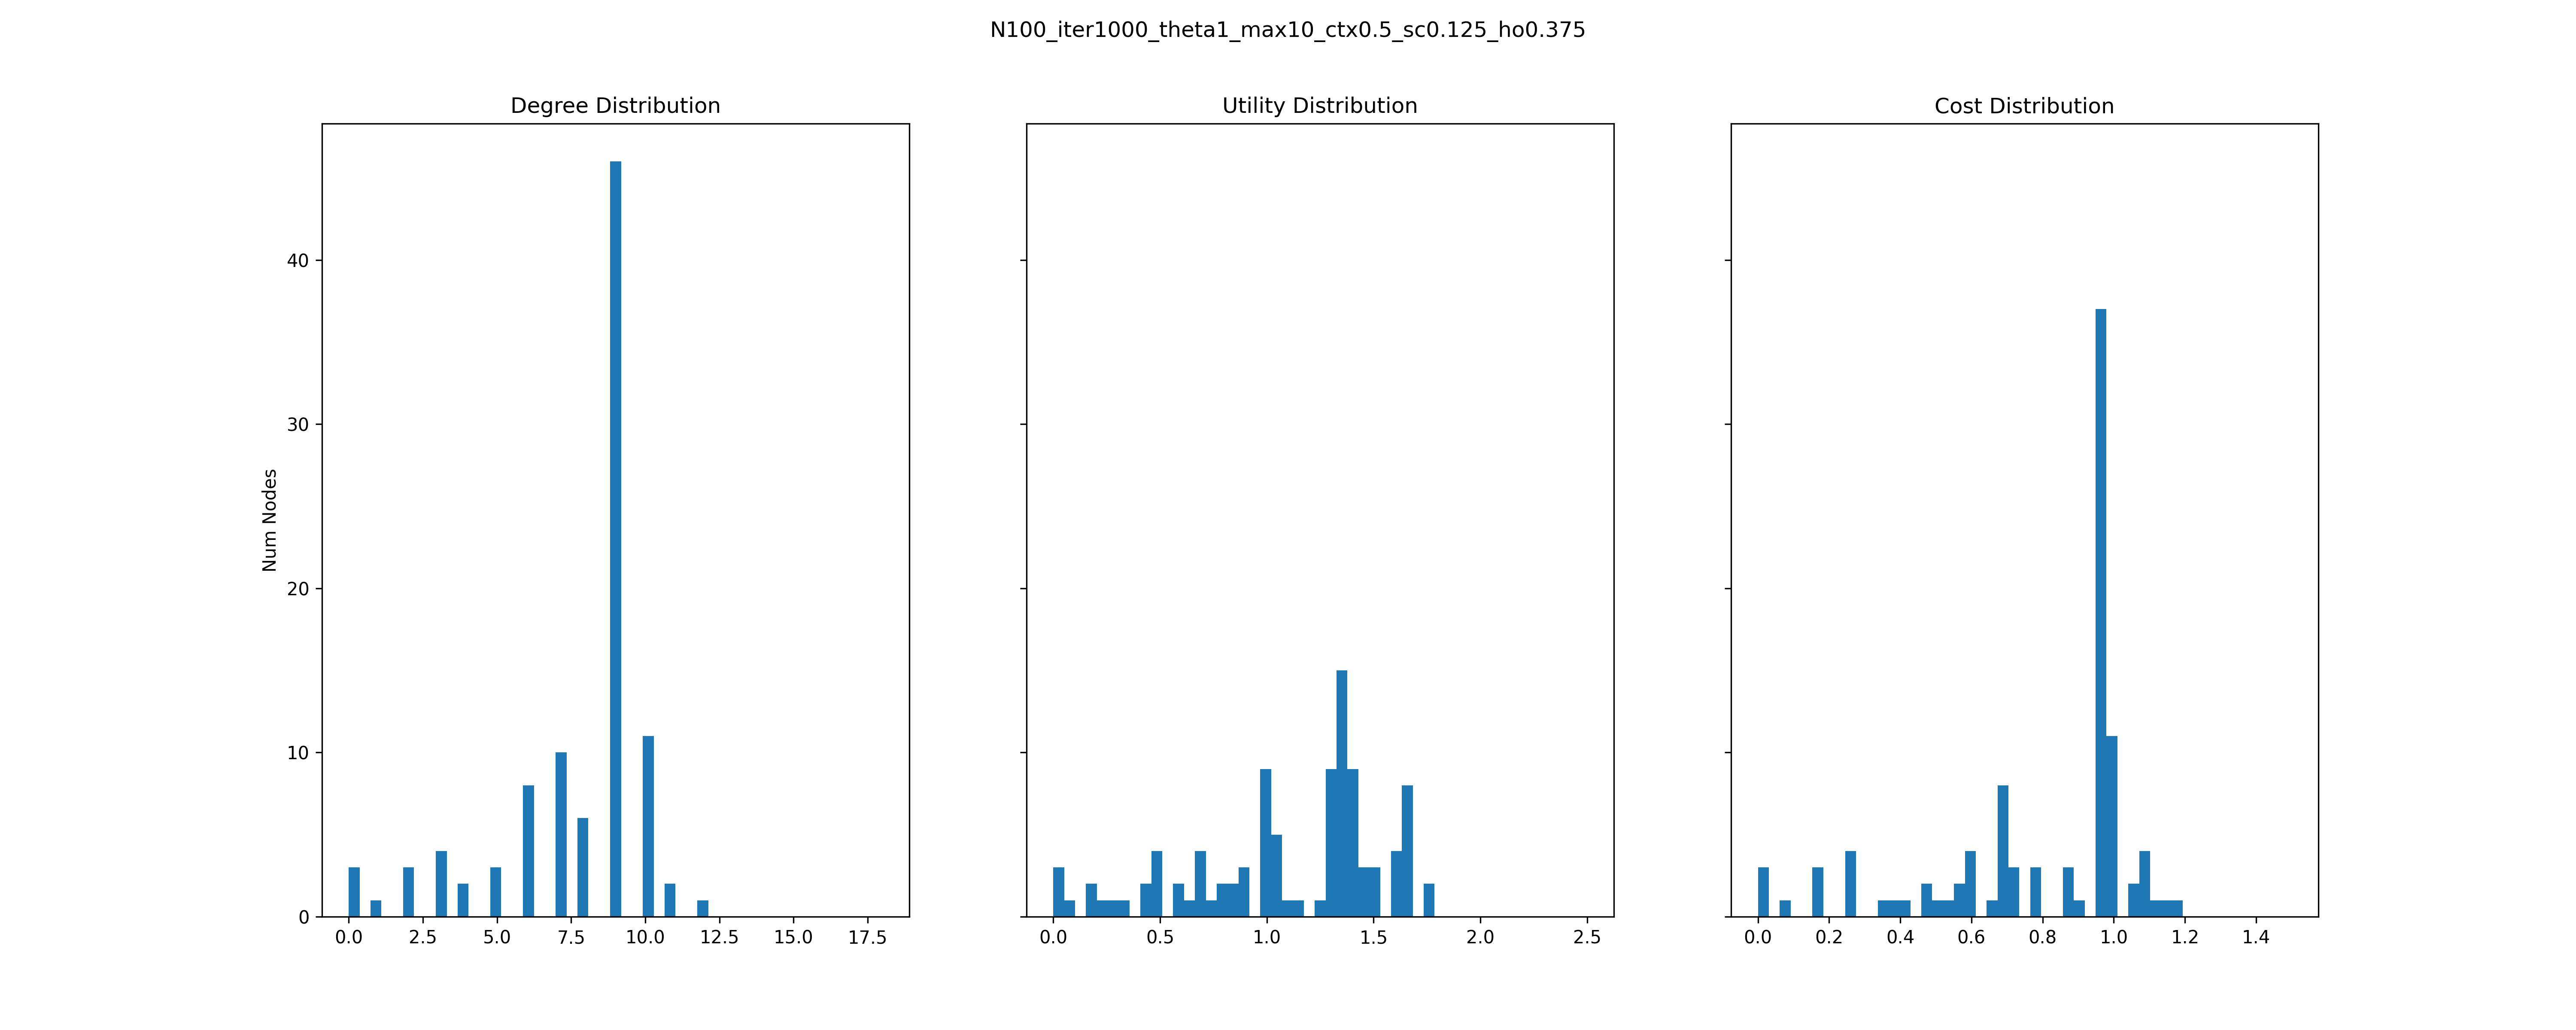 N100_iter1000_theta1_max10_ctx0.5_sc0.125_ho0.375
Degree Distribution
Utility Distribution
Cost Distribution
Num Nodes
40
30
20
10
0
0.0 2.5 5.0 7.5 10.0 12.5 15.0 17.5
0.0 0.5 1.0 1.5 2.0 2.5
0.0 0.2 0.4 0.6 0.8 1.0 1.2 1.4